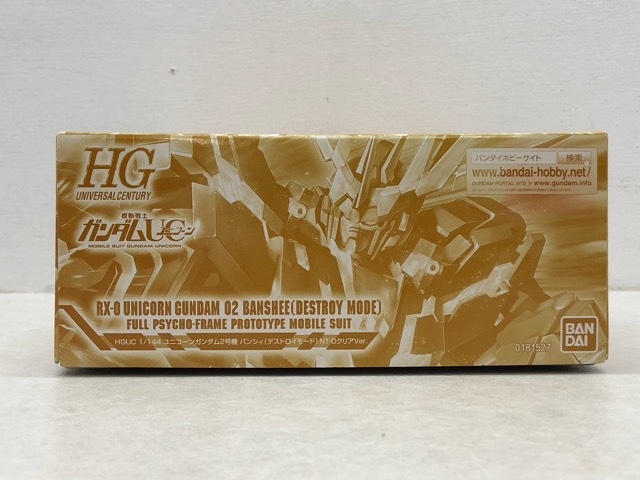 HG
UNIVERSAL CENTURY
機動戦士
ガンダムUC
ユニコーン
MOBILE SUIT GUNDAM UNICORN
RX-0 UNICORN GUNDAM 02 BANSHEE(DESTROY MODE)
FULL PSYCHO-FRAME PROTOTYPE MOBILE SUIT
HGUC 1/144 ユニコーンガンダム2号機 バンシィ(デストロイモード) NT-DクリアVer.
バンダイホビーサイト 検索
www.bandai-hobby.net/
GUNDAM PORTAL SITE ≫ www.gundam.info
BAN
DAI
0181527